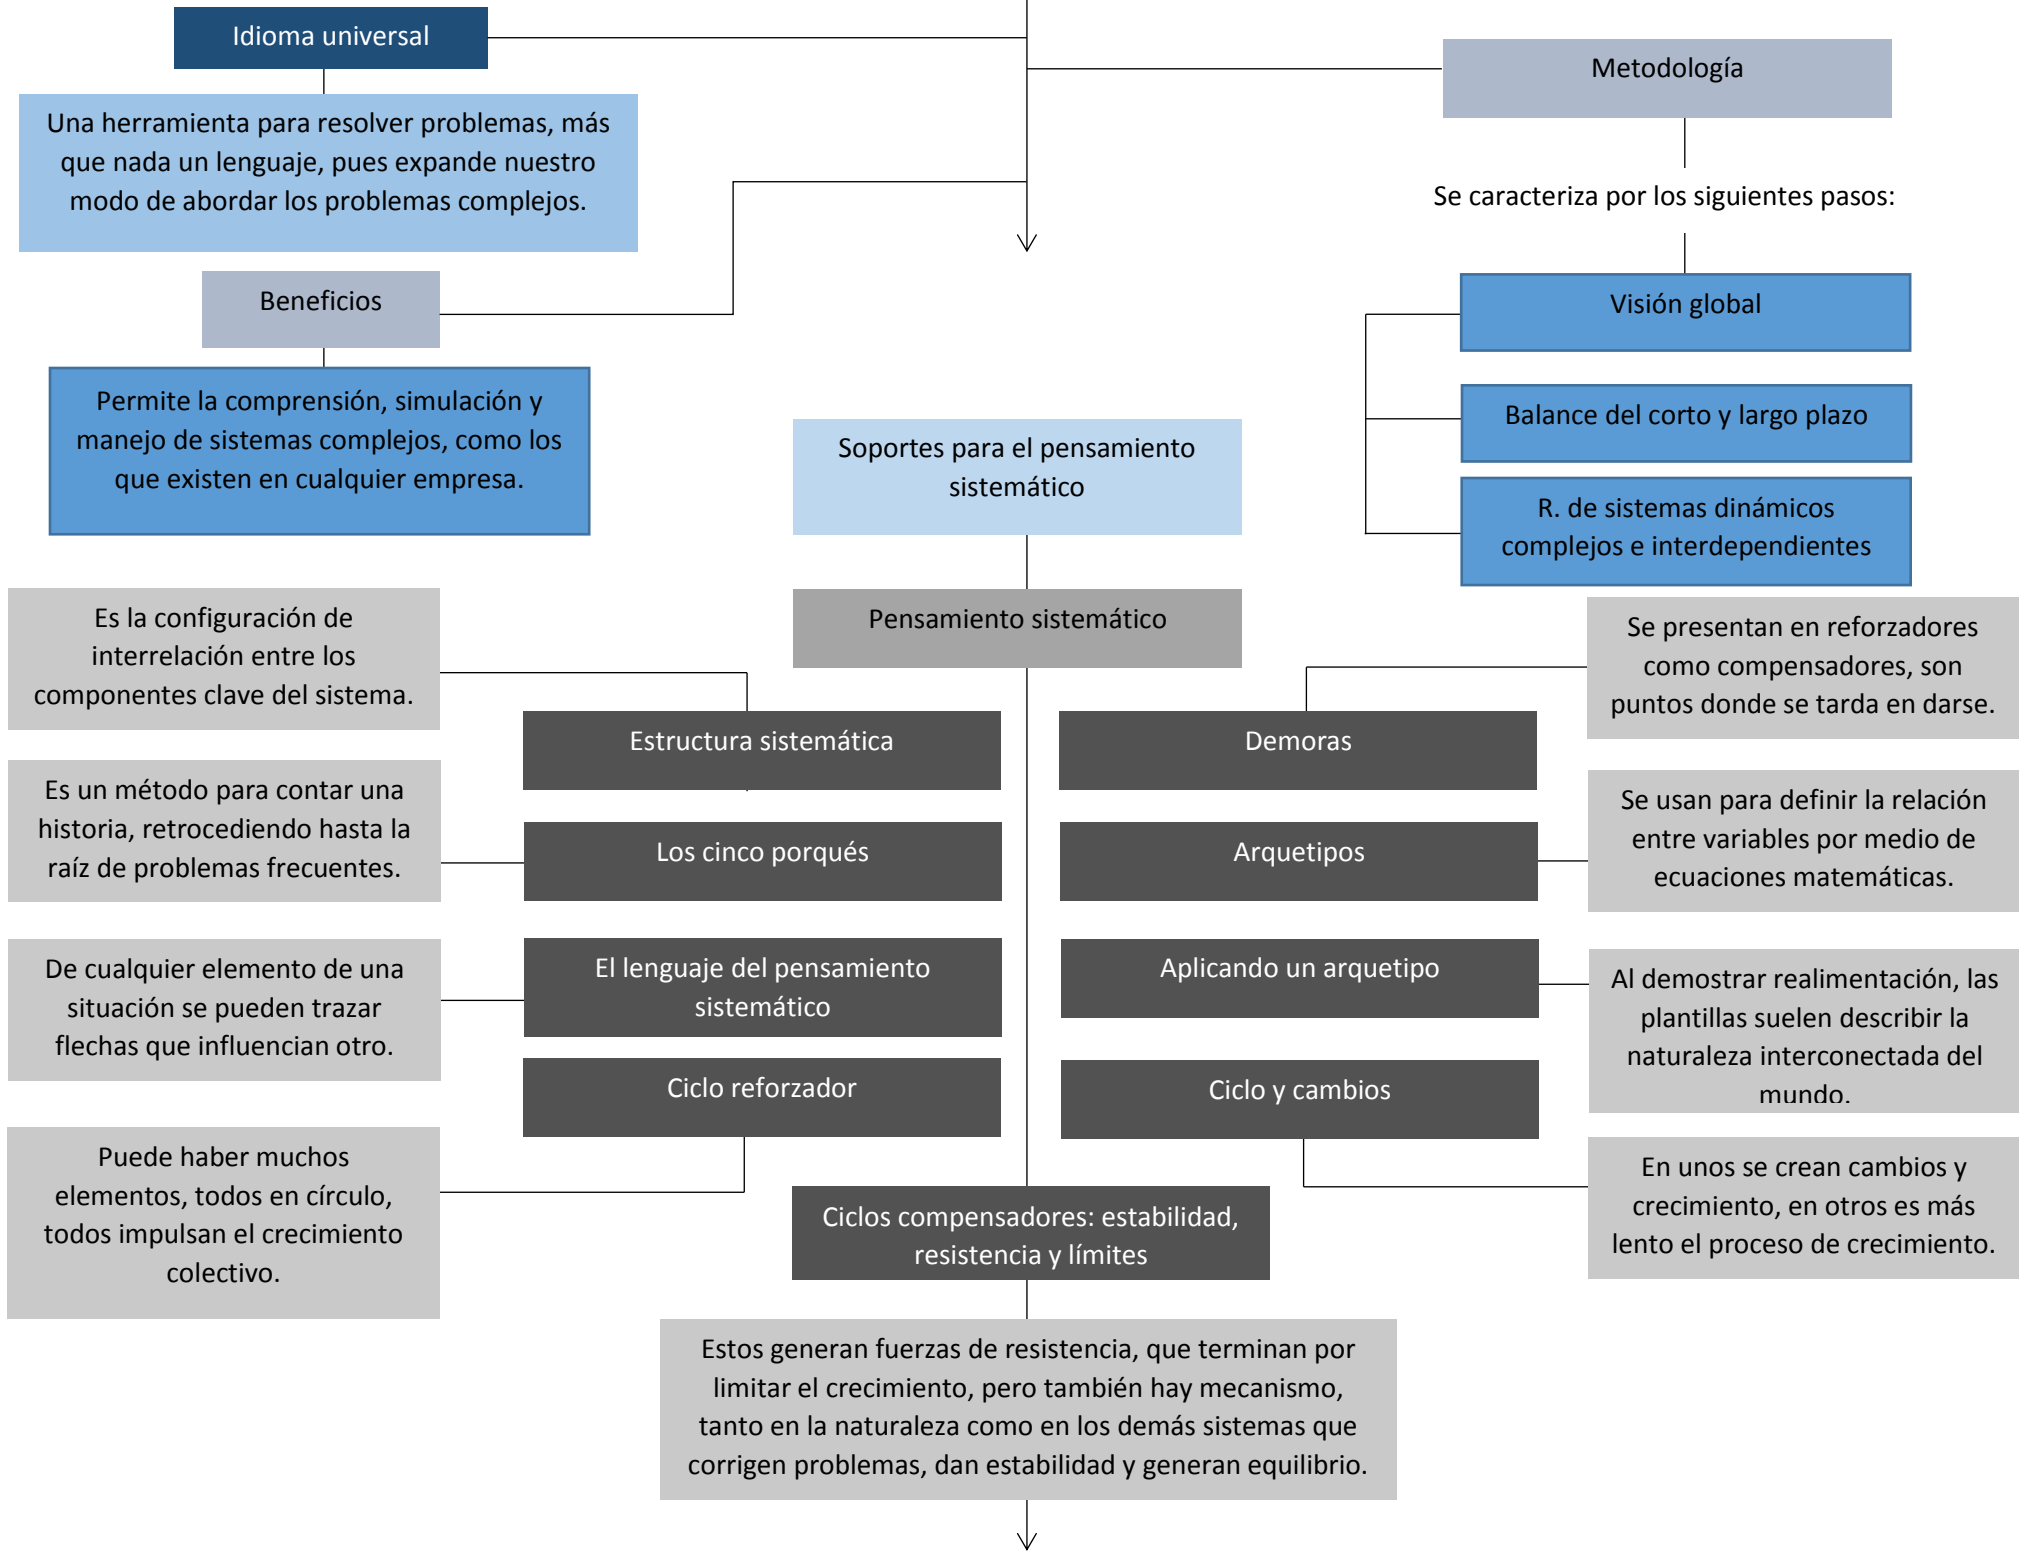 Idioma universal
Una herramienta para resolver problemas, más
que nada un lenguaje, pues expande nuestro
modo de abordar los problemas complejos.
Metodología
Se caracteriza por los siguientes pasos:
Beneficios
Permite la comprensión, simulación y
manejo de sistemas complejos, como los
que existen en cualquier empresa.
Visión global
Balance del corto y largo plazo
R. de sistemas dinámicos
complejos e interdependientes
Soportes para el pensamiento
sistemático
Pensamiento sistemático
Es la configuración de
interrelación entre los
componentes clave del sistema.
Estructura sistemática
Demoras
Se presentan en reforzadores
como compensadores, son
puntos donde se tarda en darse.
Es un método para contar una
historia, retrocediendo hasta la
raíz de problemas frecuentes.
Los cinco porqués
Arquetipos
Se usan para definir la relación
entre variables por medio de
ecuaciones matemáticas.
De cualquier elemento de una
situación se pueden trazar
flechas que influencian otro.
El lenguaje del pensamiento
sistemático
Aplicando un arquetipo
Al demostrar realimentación, las
plantillas suelen describir la
naturaleza interconectada del
mundo.
Ciclo reforzador
Ciclo y cambios
Puede haber muchos
elementos, todos en círculo,
todos impulsan el crecimiento
colectivo.
En unos se crean cambios y
crecimiento, en otros es más
lento el proceso de crecimiento.
Ciclos compensadores: estabilidad,
resistencia y límites
Estos generan fuerzas de resistencia, que terminan por
limitar el crecimiento, pero también hay mecanismo,
tanto en la naturaleza como en los demás sistemas que
corrigen problemas, dan estabilidad y generan equilibrio.